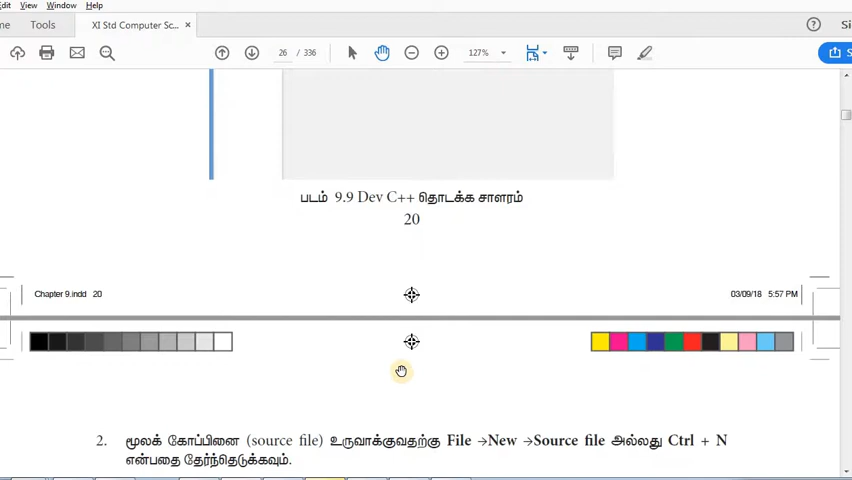 Edit View Window Help
Tools XI Std Computer Sc...
26 / 336 127%
படம் 9.9 Dev C++ தொடக்க சாளரம்
20
Chapter 9.indd 20 03/09/18 5:57 PM
2. மூலக் கோப்பினை (source file) உருவாக்குவதற்கு File →New →Source file அல்லது Ctrl + N
என்பதை தேர்ந்தெடுக்கவும்.